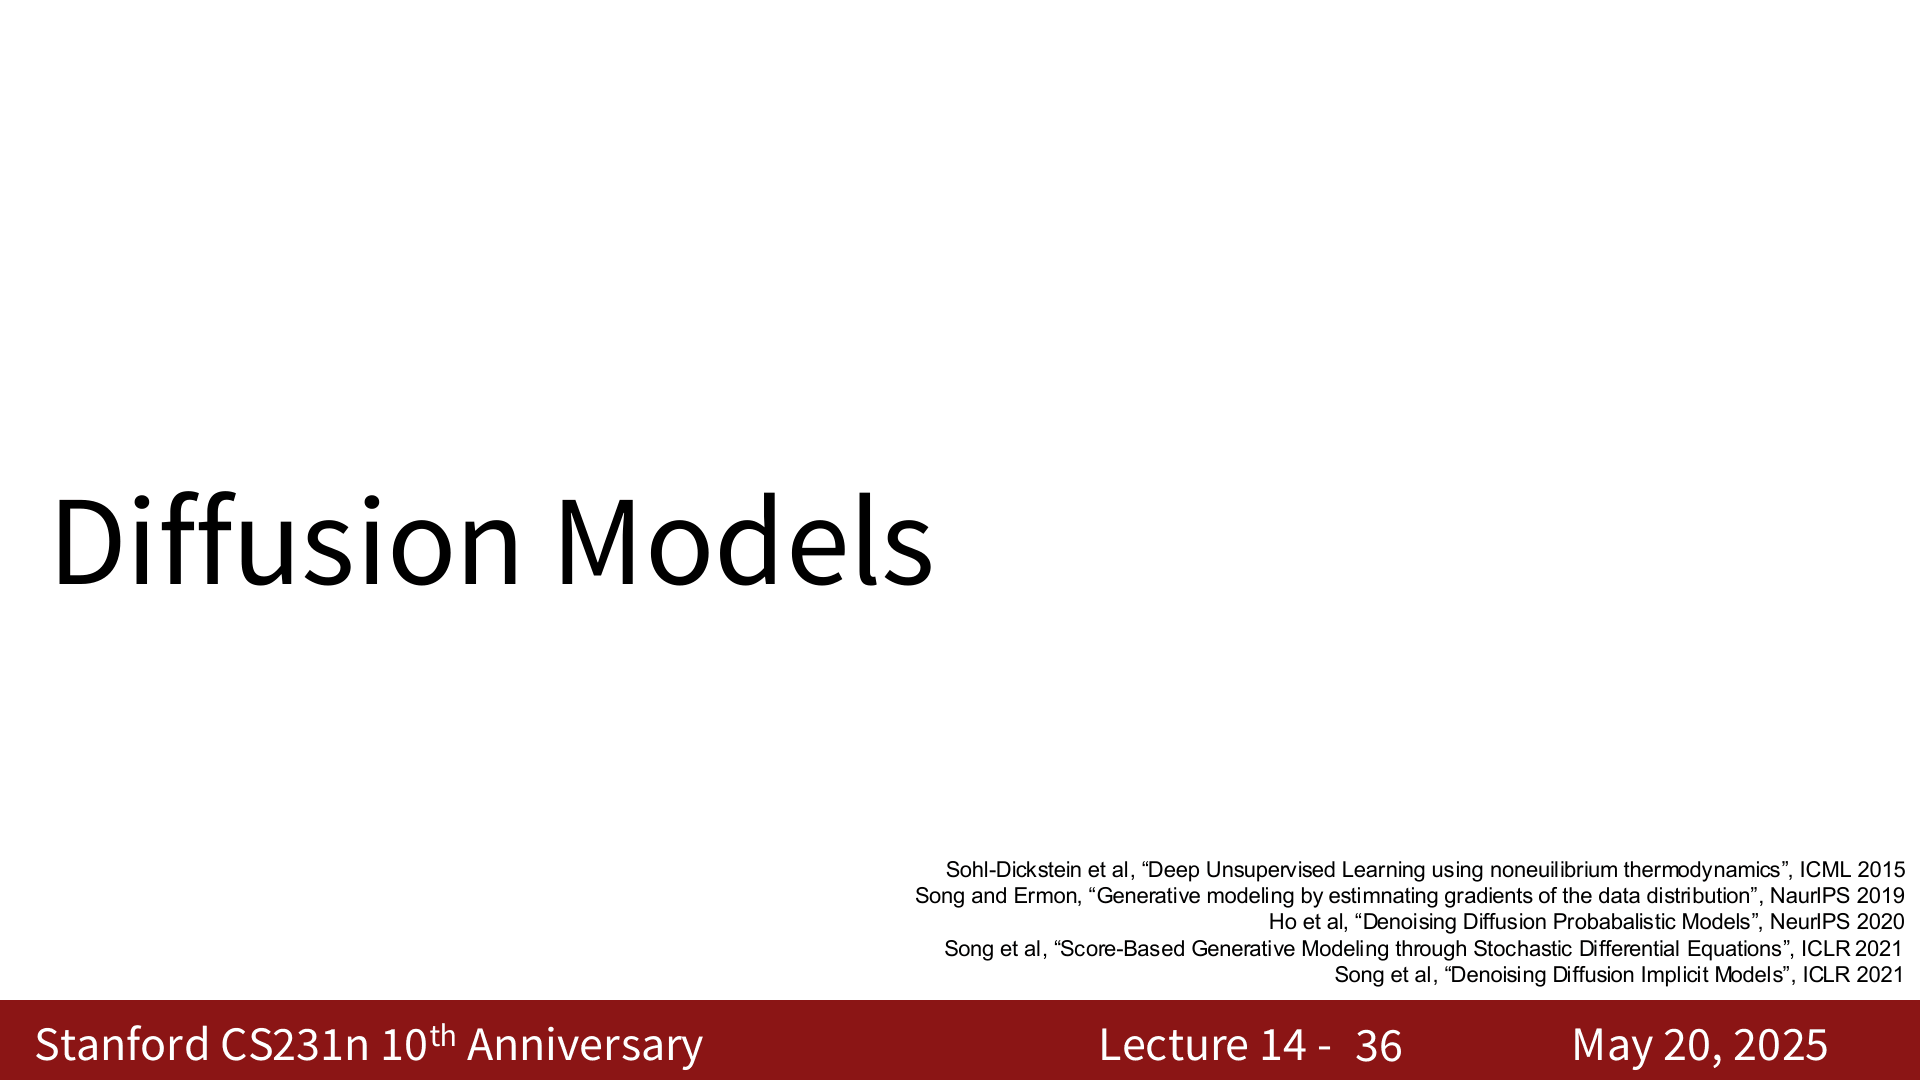 Diffusion Models
Sohl-Dickstein et al, “Deep Unsupervised Learning using noneuilibrium thermodynamics”, ICML 2015
Song and Ermon, “Generative modeling by estimnating gradients of the data distribution”, NaurIPS 2019
Ho et al, “Denoising Diffusion Probabalistic Models”, NeurIPS 2020
Song et al, “Score-Based Generative Modeling through Stochastic Differential Equations”, ICLR 2021
Song et al, “Denoising Diffusion Implicit Models”, ICLR 2021
Stanford CS231n 10th Anniversary Lecture 14 - 36 May 20, 2025